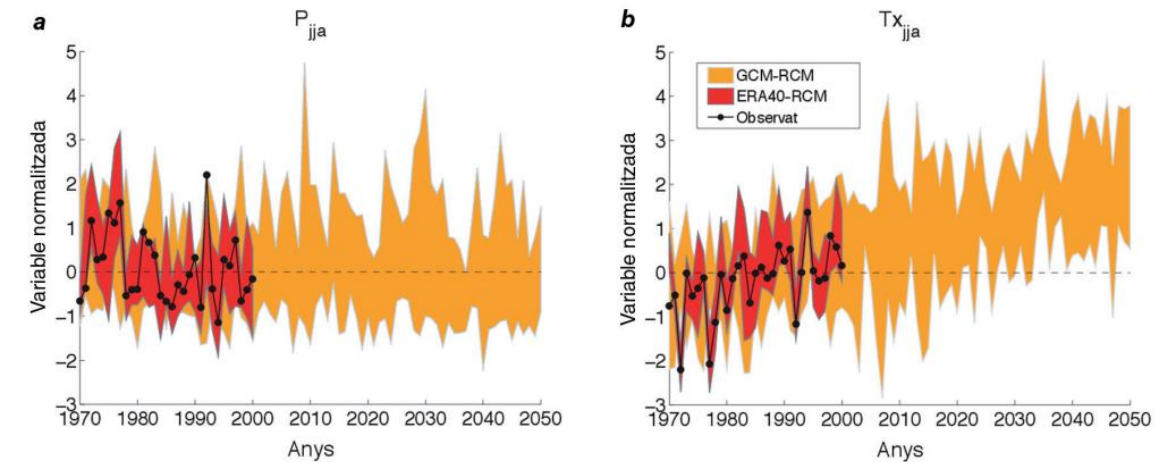 a
P jja
Variable normalitzada
5
4
3
2
1
0
−1
−2
−3
1970 1980 1990 2000 2010 2020 2030 2040 2050
Anys
b
Tx jja
GCM-RCM
ERA40-RCM
Observat
Variable normalitzada
5
4
3
2
1
0
−1
−2
−3
1970 1980 1990 2000 2010 2020 2030 2040 2050
Anys